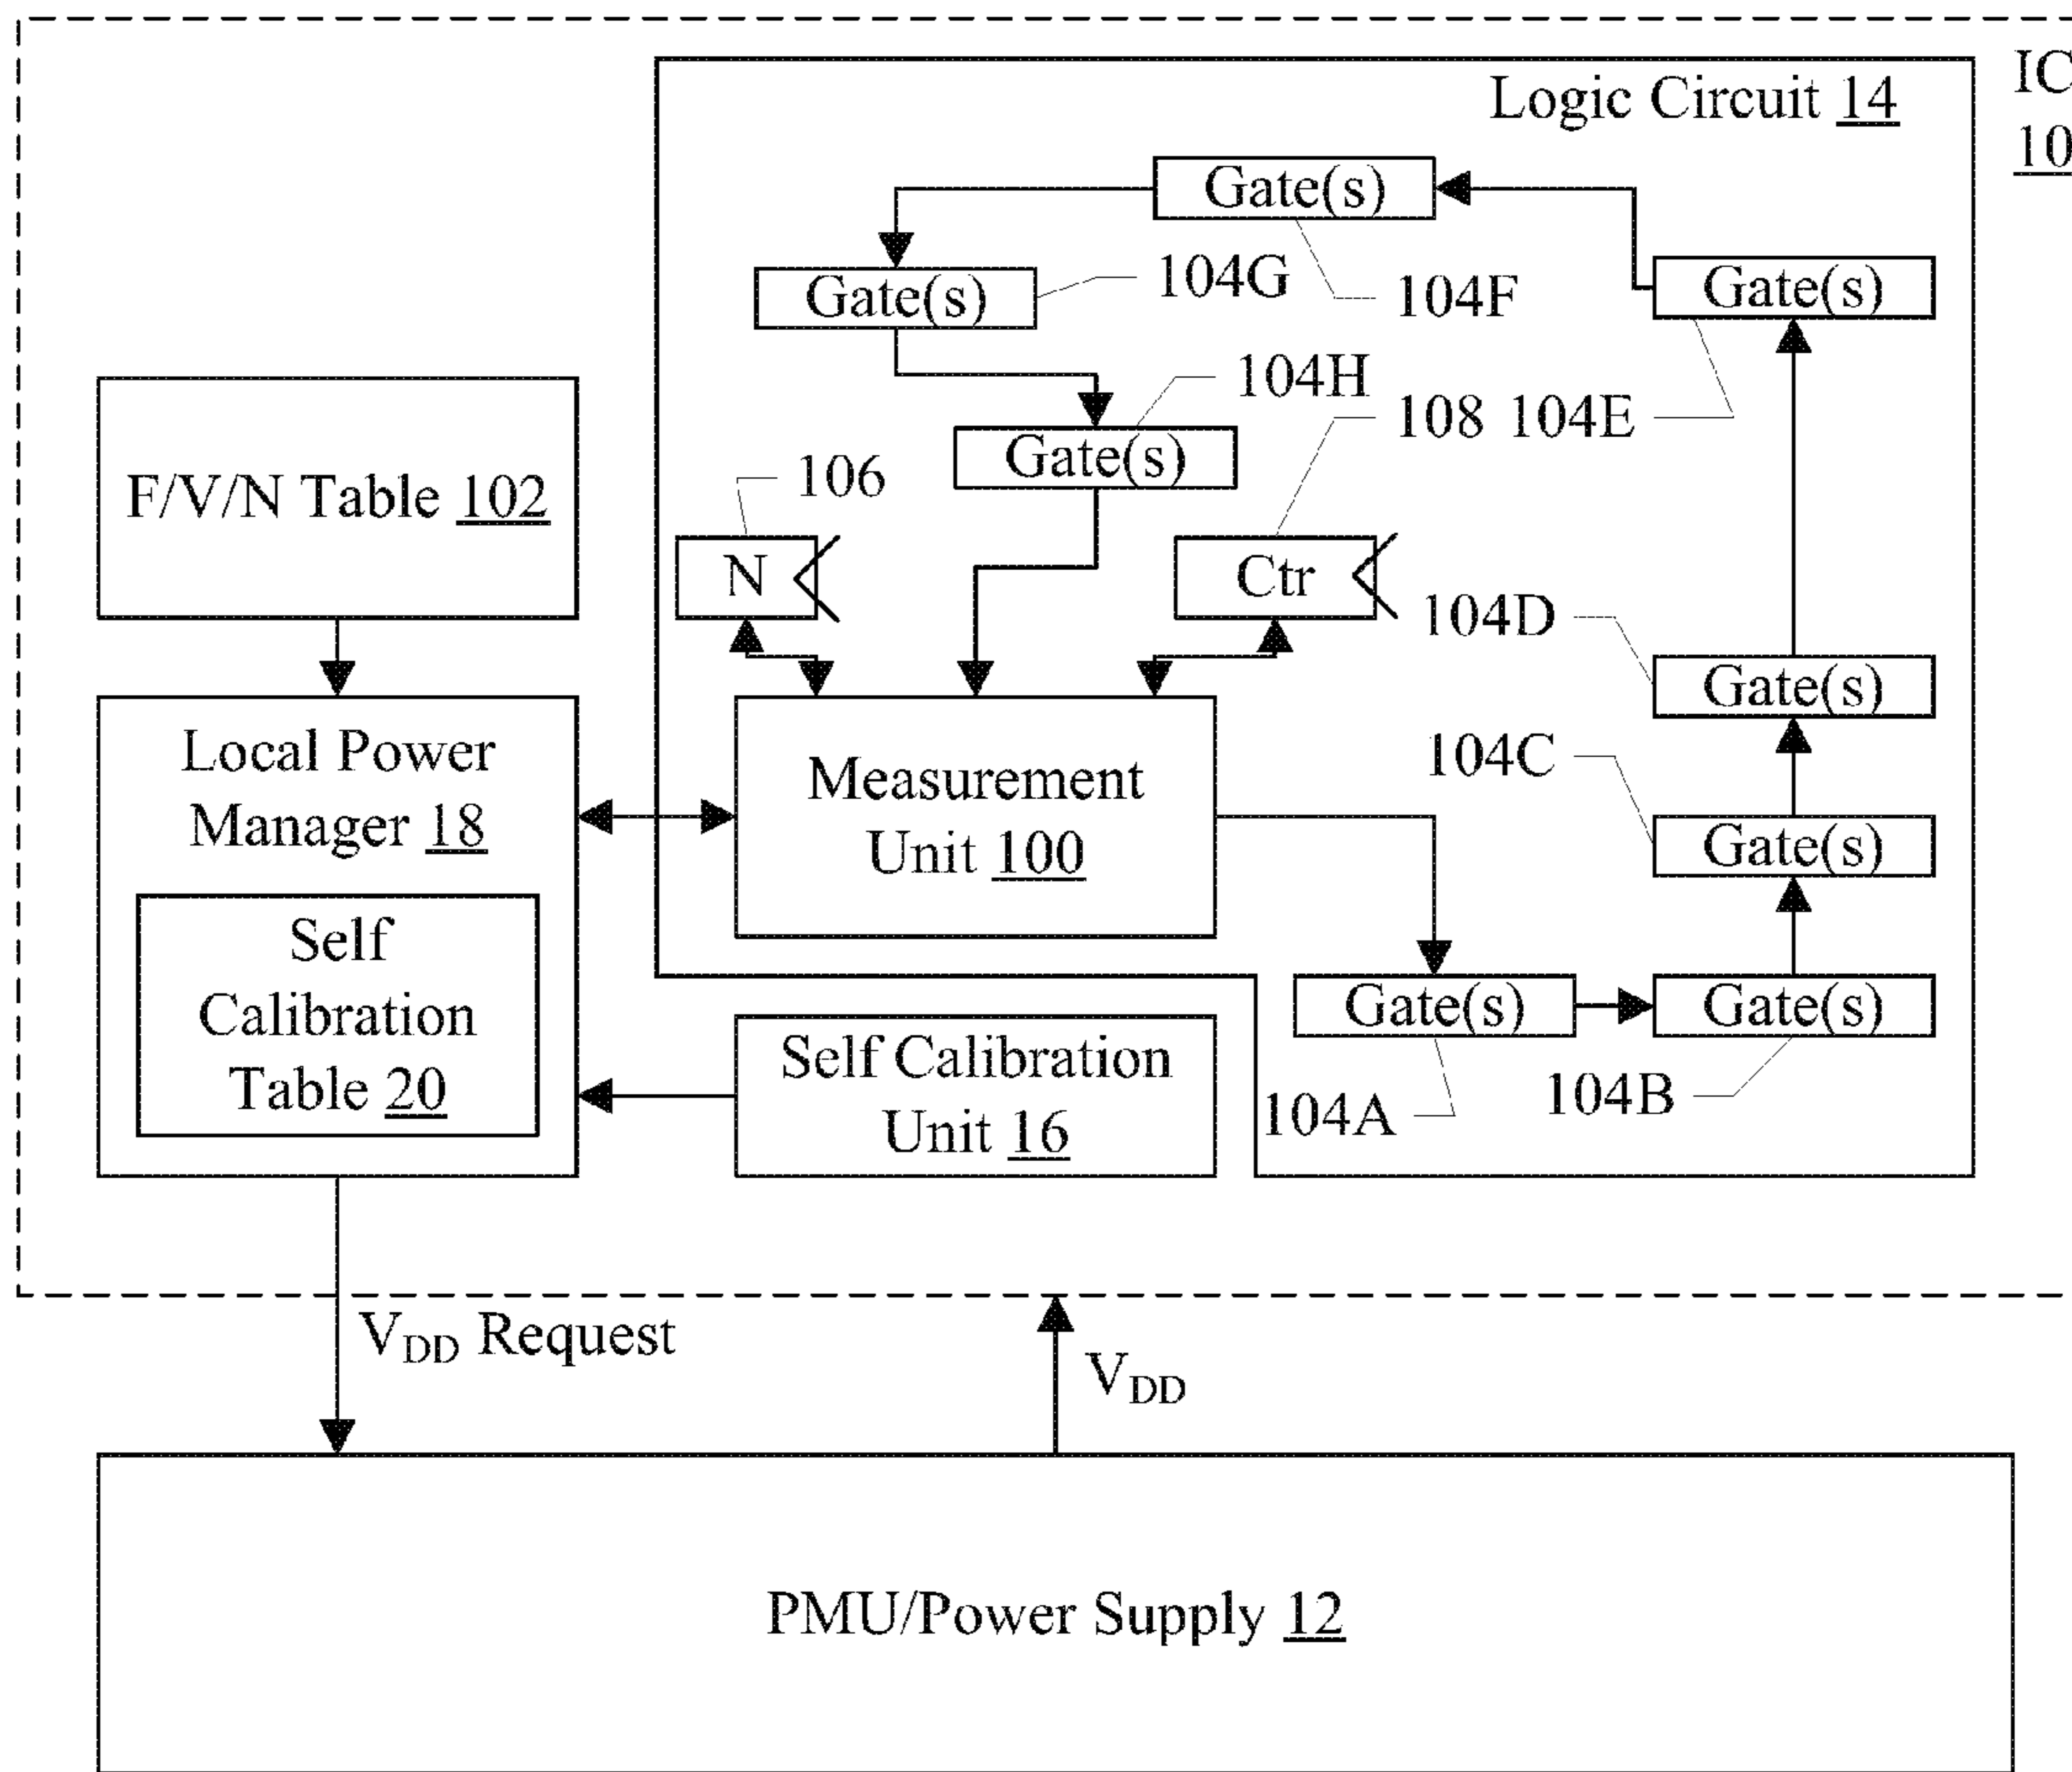 IC
10
Logic Circuit 14
Gate(s)
104G
104F
Gate(s)
Gate(s)
104H
108
104E
Gate(s)
106
F/V/N Table 102
N
Ctr
104D
Gate(s)
Local Power
Manager 18
Measurement
Unit 100
104C
Gate(s)
Self
Calibration
Table 20
Gate(s)
Gate(s)
Self Calibration
Unit 16
104A
104B
VDD Request
VDD
PMU/Power Supply 12